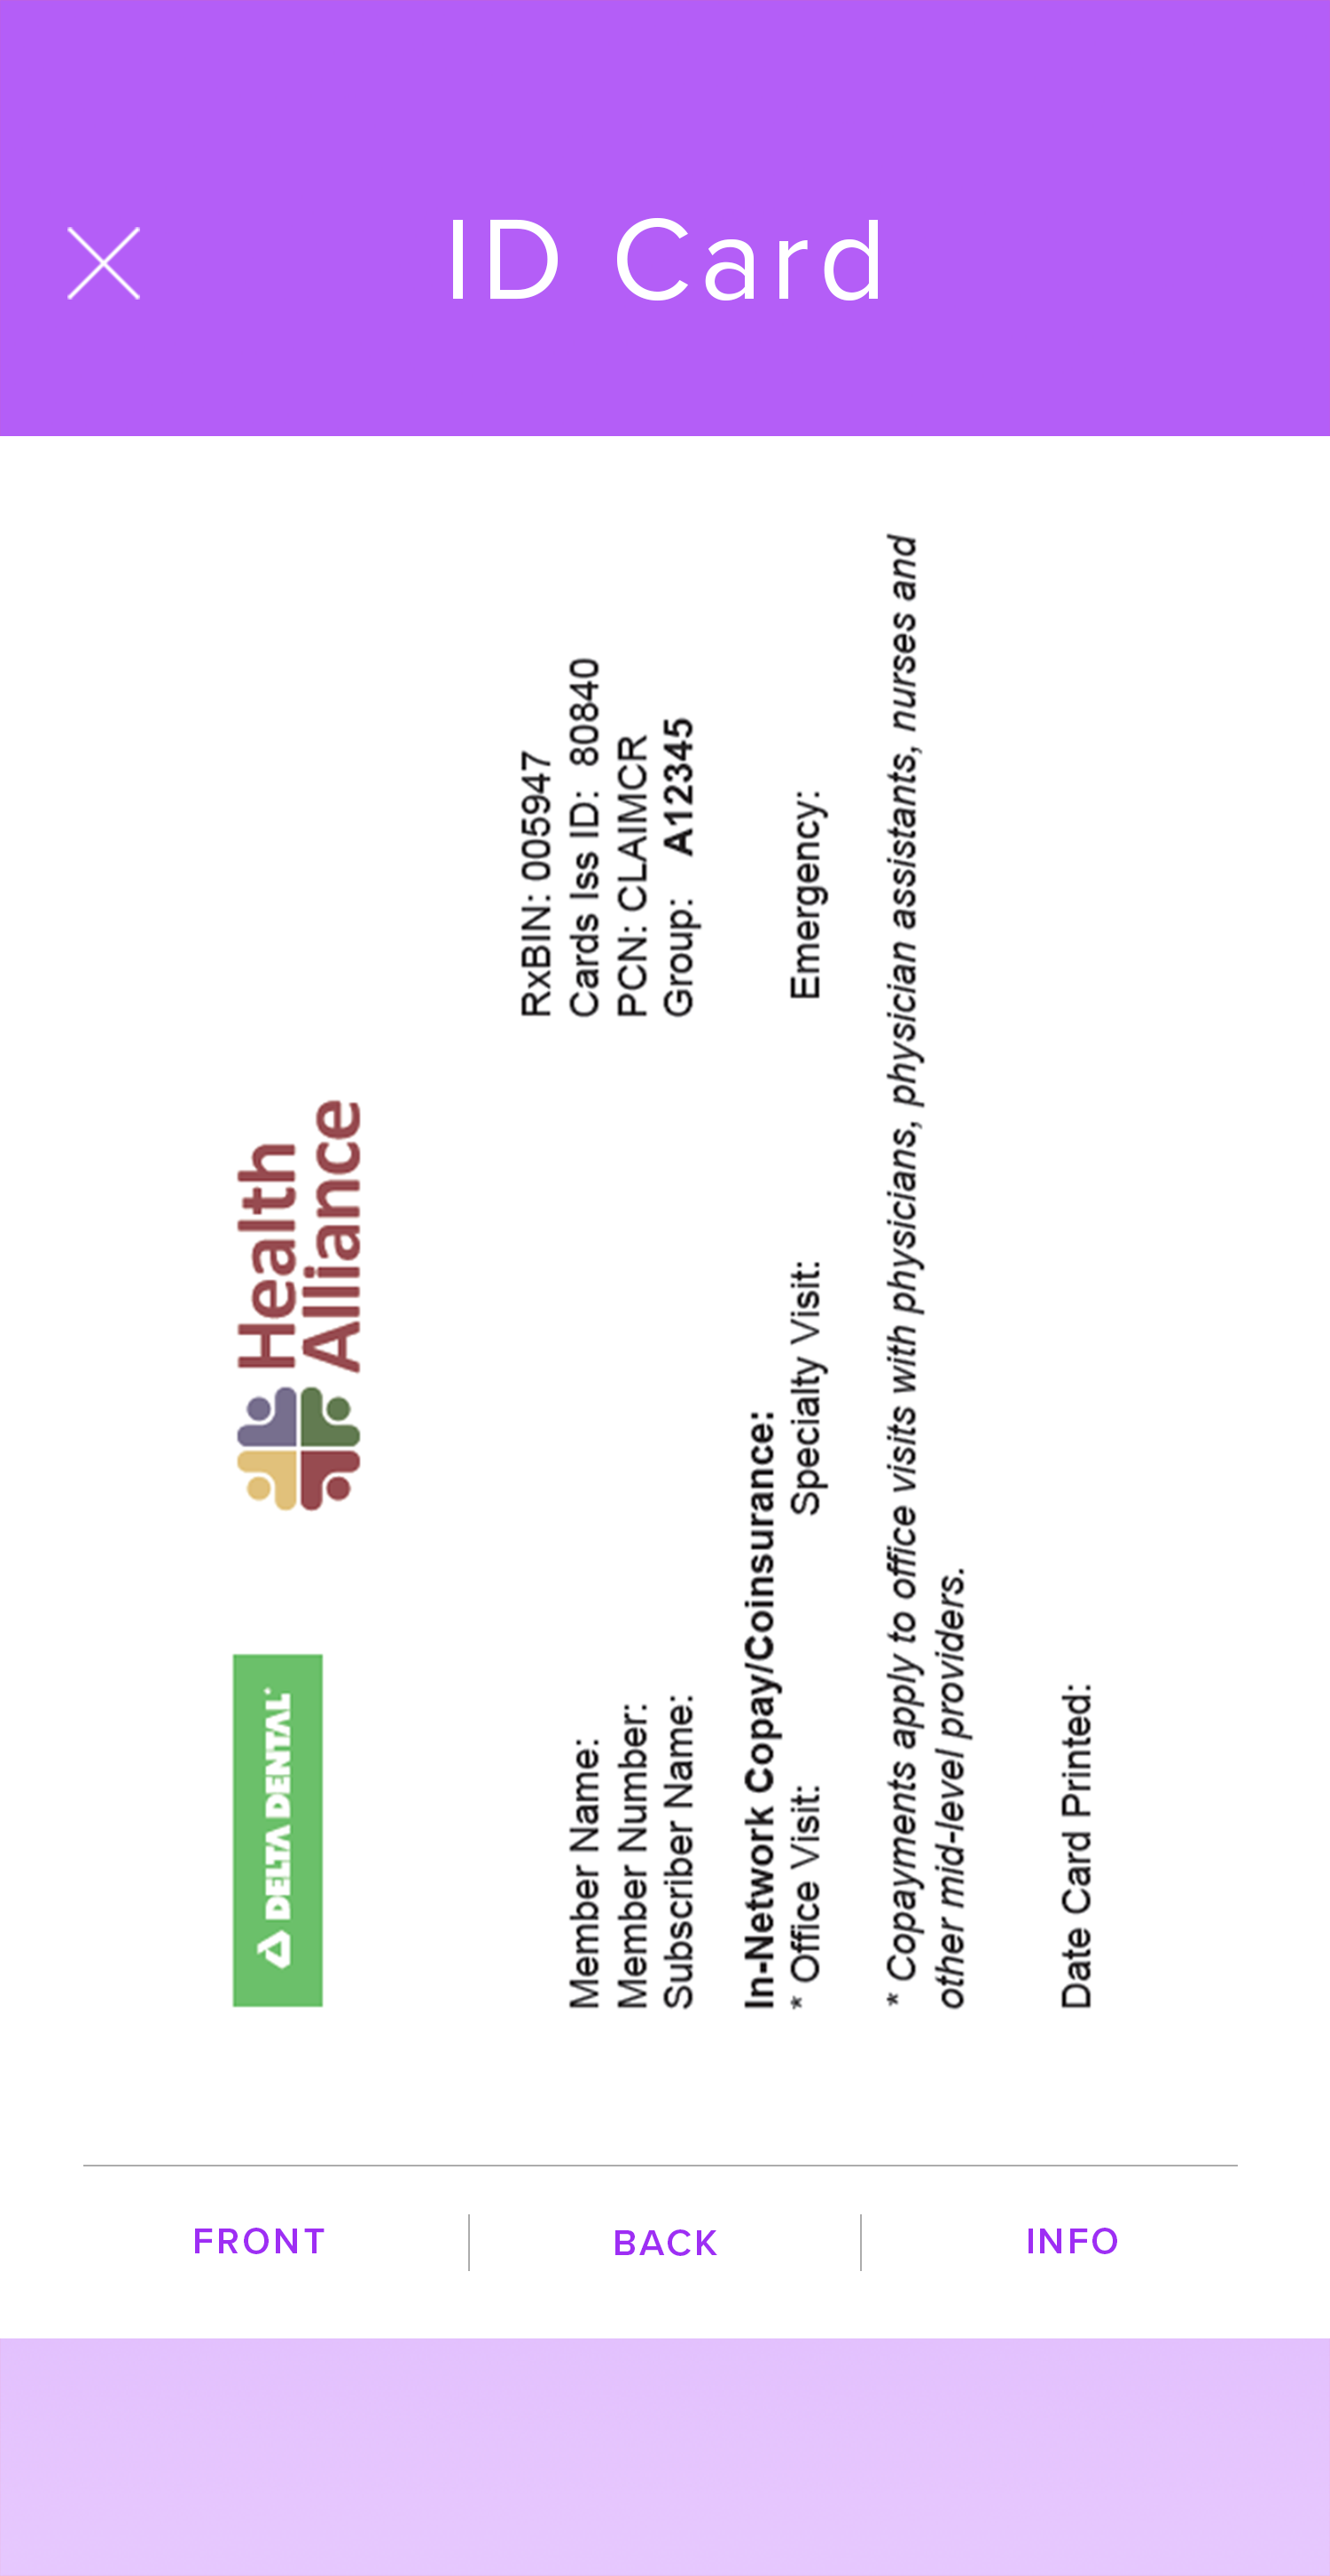 ID Card
DELTA DENTAL
Health
Alliance
RxBIN: 005947
Member Name:
Cards Iss ID: 80840
Member Number:
PCN: CLAIMCR
Subscriber Name:
Group: A12345
In-Network Copay/Coinsurance:
* Office Visit: Specialty Visit: Emergency:
* Copayments apply to office visits with physicians, physician assistants, nurses and
other mid-level providers.
Date Card Printed:
FRONT
BACK
INFO